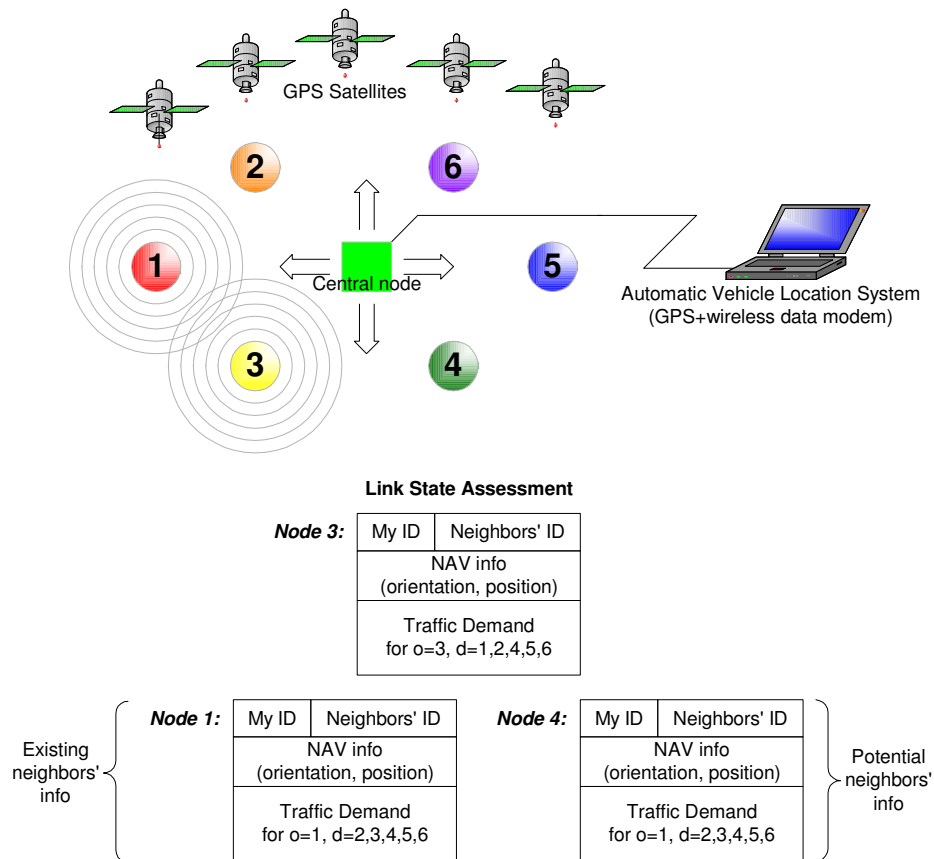 GPS Satellites
2
6
1
Central node
5
Automatic Vehicle Location System
(GPS+wireless data modem)
3
4
Link State Assessment
Node 3:
My ID
Neighbors' ID
NAV info
(orientation, position)
Traffic Demand
for o=3, d=1,2,4,5,6
Existing
neighbors'
info
Node 1:
My ID
Neighbors' ID
NAV info
(orientation, position)
Traffic Demand
for o=1, d=2,3,4,5,6
Node 4:
My ID
Neighbors' ID
NAV info
(orientation, position)
Traffic Demand
for o=1, d=2,3,4,5,6
Potential
neighbors'
info